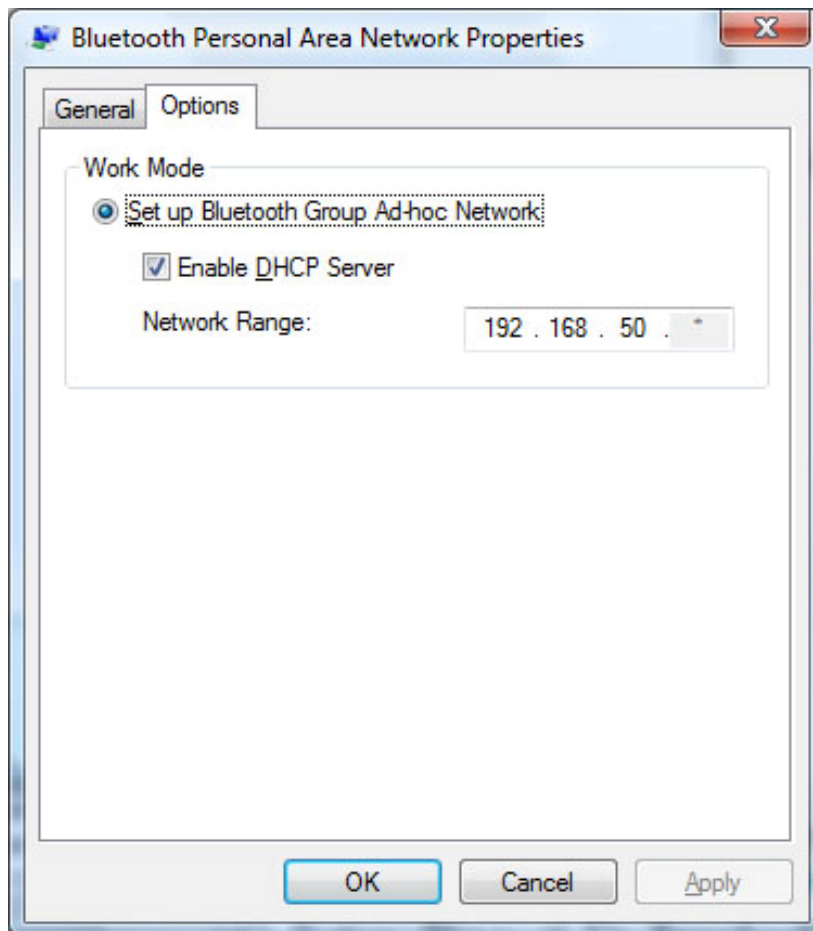 Bluetooth Personal Area Network Properties
General Options
Work Mode
Set up Bluetooth Group Ad-hoc Network
Enable DHCP Server
Network Range: 192 . 168 . 50 . *
OK Cancel Apply